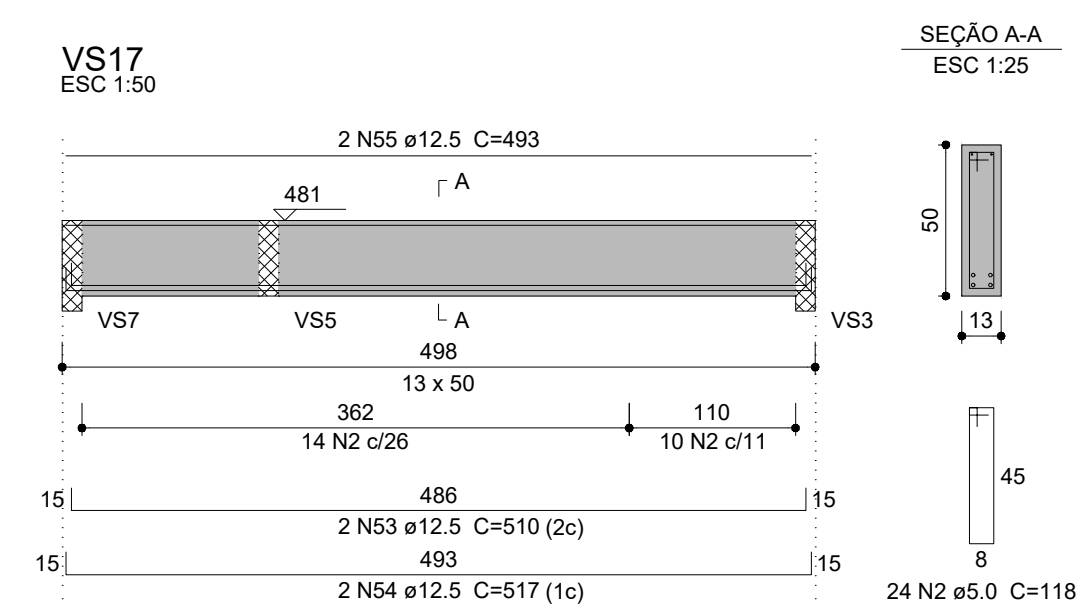 VS17
ESC 1:50
SEÇÃO A-A
ESC 1:25
2 N55 ø12.5 C=493
A
481
50
VS7
VS5
A
VS3
13
498
13 x 50
362
110
14 N2 c/26
10 N2 c/11
15
486
15
2 N53 ø12.5 C=510 (2c)
45
15
493
15
8
2 N54 ø12.5 C=517 (1c)
24 N2 ø5.0 C=118